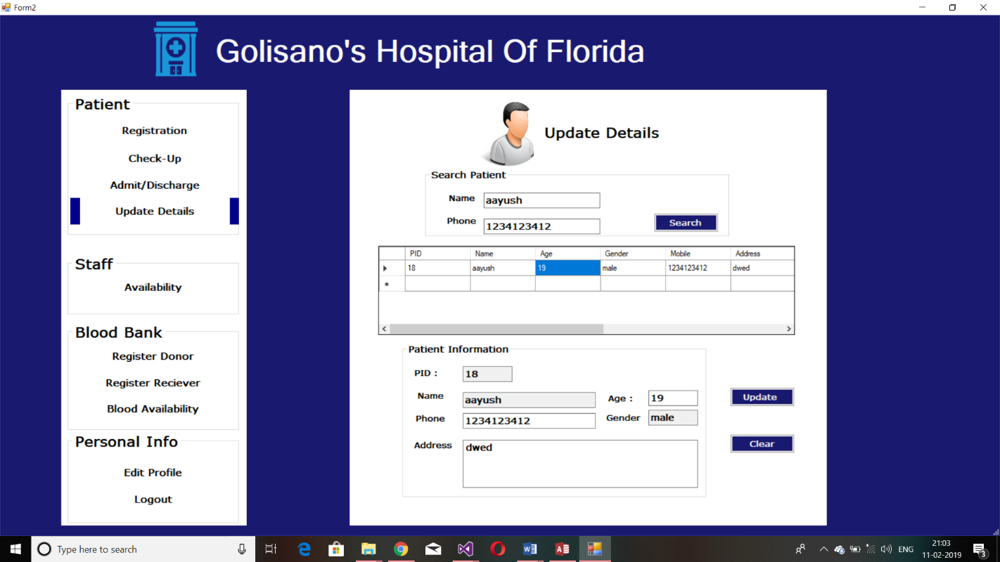 Form2
Golisano's Hospital Of Florida
Patient
Registration
Check-Up
Admit/Discharge
Update Details
Staff
Availability
Blood Bank
Register Donor
Register Reciever
Blood Availability
Personal Info
Edit Profile
Logout
Update Details
Search Patient
Name aayush
Phone 1234123412
Search
PID Name Age Gender Mobile Address
18 aayush 19 male 1234123412 dwed
Patient Information
PID : 18
Name aayush Age : 19
Update
Phone 1234123412 Gender male
Address dwed
Clear
Type here to search
ENG
21:03
11-02-2019
3